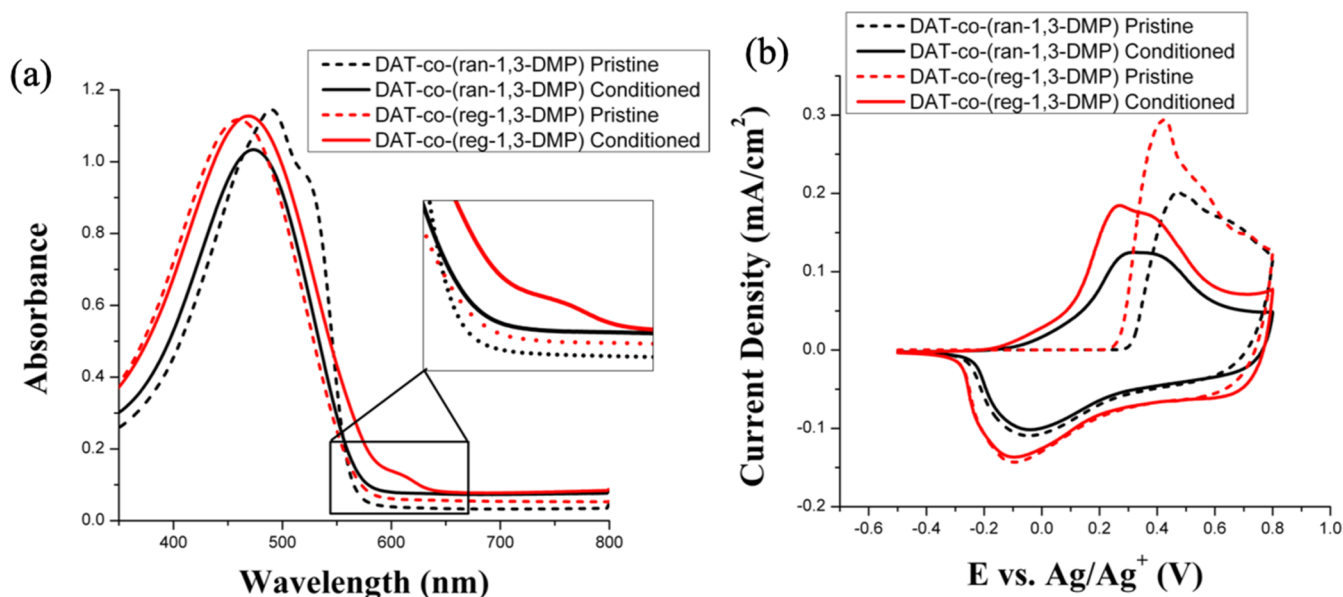 (a)
DAT-co-(ran-1,3-DMP) Pristine
DAT-co-(ran-1,3-DMP) Conditioned
DAT-co-(reg-1,3-DMP) Pristine
DAT-co-(reg-1,3-DMP) Conditioned
1.2
1.0
0.8
0.6
0.4
0.2
0.0
Absorbance
400 500 600 700 800
Wavelength (nm)
(b)
DAT-co-(ran-1,3-DMP) Pristine
DAT-co-(ran-1,3-DMP) Conditioned
DAT-co-(reg-1,3-DMP) Pristine
DAT-co-(reg-1,3-DMP) Conditioned
0.3
0.2
0.1
0.0
-0.1
-0.2
Current Density (mA/cm²)
-0.6 -0.4 -0.2 0.0 0.2 0.4 0.6 0.8 1.0
E vs. Ag/Ag⁺ (V)